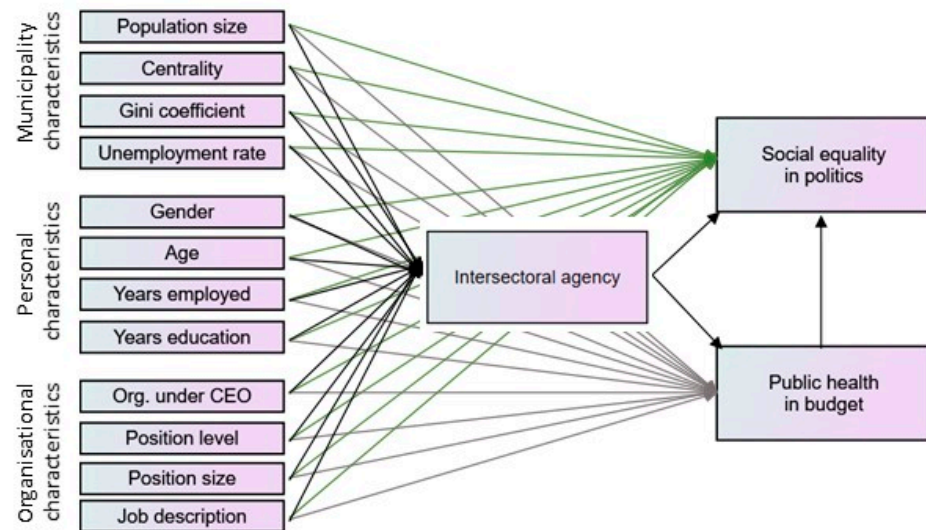 Municipality
characteristics
Population size
Centrality
Gini coefficient
Unemployment rate
Personal
characteristics
Gender
Age
Years employed
Years education
Organisational
characteristics
Org. under CEO
Position level
Position size
Job description
Intersectoral agency
Social equality
in politics
Public health
in budget